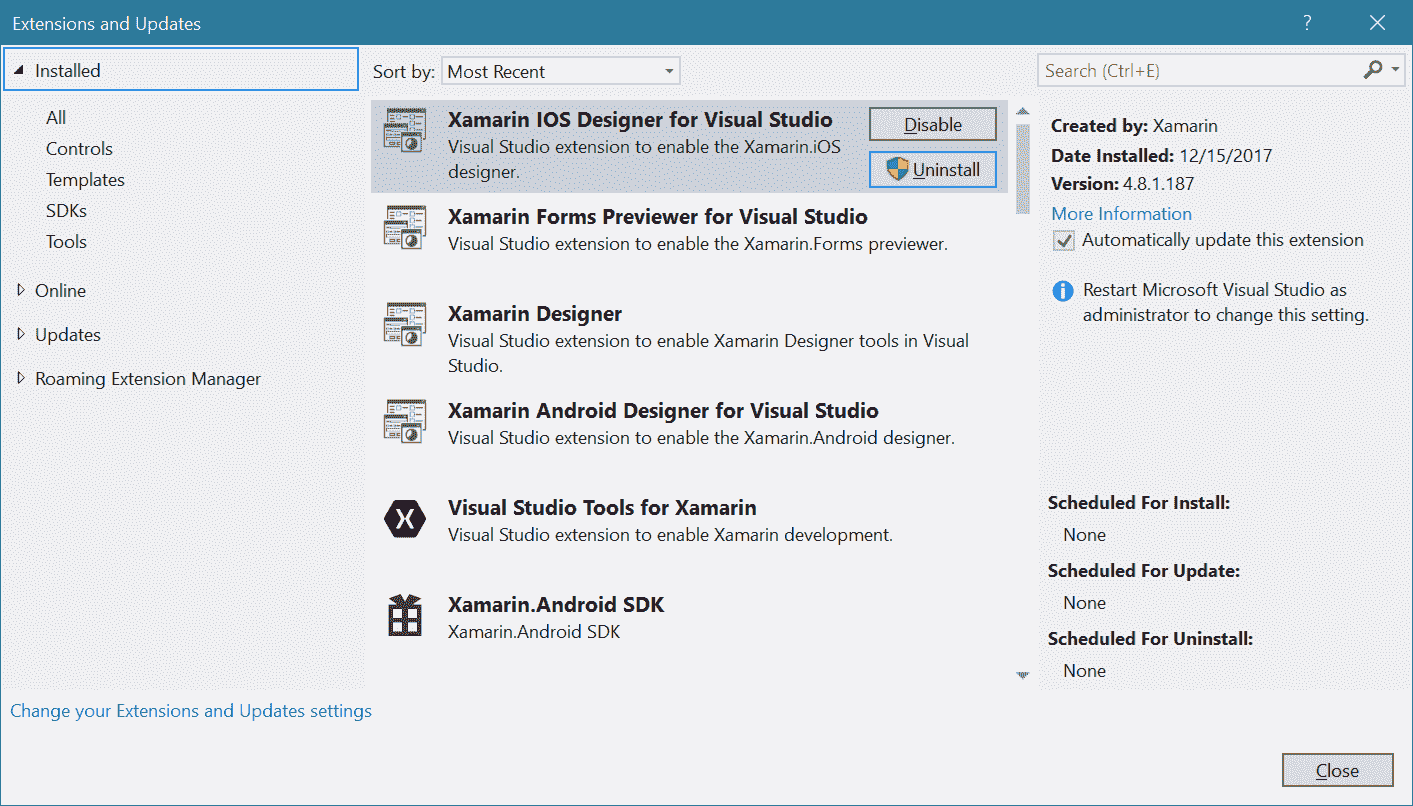 Extensions and Updates
?
Installed
All
Controls
Templates
SDKs
Tools
Online
Updates
Roaming Extension Manager
Change your Extensions and Updates settings
Sort by: Most Recent
Xamarin IOS Designer for Visual Studio
Visual Studio extension to enable the Xamarin.iOS
designer.
Disable
Uninstall
Xamarin Forms Previewer for Visual Studio
Visual Studio extension to enable the Xamarin.Forms previewer.
Xamarin Designer
Visual Studio extension to enable Xamarin Designer tools in Visual
Studio.
Xamarin Android Designer for Visual Studio
Visual Studio extension to enable the Xamarin.Android designer.
Visual Studio Tools for Xamarin
Visual Studio extension to enable Xamarin development.
Xamarin.Android SDK
Xamarin.Android SDK
Search (Ctrl+E)
Created by: Xamarin
Date Installed: 12/15/2017
Version: 4.8.1.187
More Information
Automatically update this extension
Restart Microsoft Visual Studio as
administrator to change this setting.
Scheduled For Install:
None
Scheduled For Update:
None
Scheduled For Uninstall:
None
Close